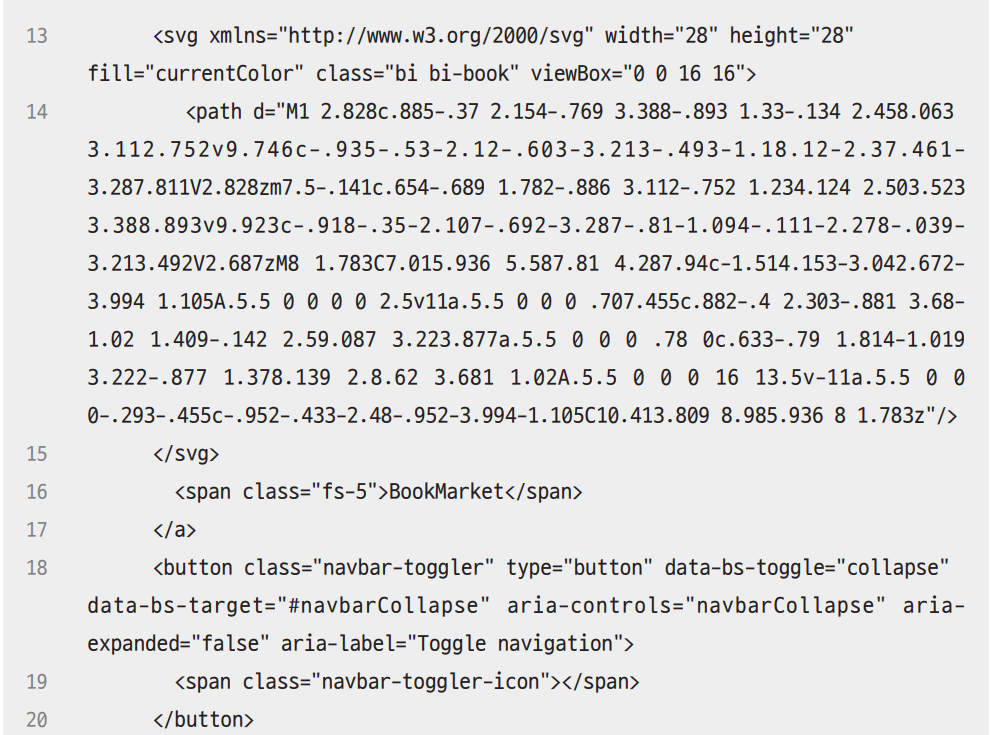 13 <svg xmlns="http://www.w3.org/2000/svg" width="28" height="28"
fill="currentColor" class="bi bi-book" viewBox="0 0 16 16">
14 <path d="M1 2.828c.885-.37 2.154-.769 3.388-.893 1.33-.134 2.458.063
3.112.752v9.746c-.935-.53-2.12-.603-3.213-.493-1.18.12-2.37.461-
3.287.811V2.828zm7.5-.141c.654-.689 1.782-.886 3.112-.752 1.234.124 2.503.523
3.388.893v9.923c-.918-.35-2.107-.692-3.287-.81-1.094-.111-2.278-.039-
3.213.492V2.687zM8 1.783C7.015.936 5.587.81 4.287.94c-1.514.153-3.042.672-
3.994 1.105A.5.5 0 0 0 0 2.5v11a.5.5 0 0 0 .707.455c.882-.4 2.303-.881 3.68-
1.02 1.409-.142 2.59.087 3.223.877a.5.5 0 0 0 .78 0c.633-.79 1.814-1.019
3.222-.877 1.378.139 2.8.62 3.681 1.02A.5.5 0 0 0 16 13.5v-11a.5.5 0 0
0-.293-.455c-.952-.433-2.48-.952-3.994-1.105C10.413.809 8.985.936 8 1.783z"/>
15 </svg>
16 <span class="fs-5">BookMarket</span>
17 </a>
18 <button class="navbar-toggler" type="button" data-bs-toggle="collapse"
data-bs-target="#navbarCollapse" aria-controls="navbarCollapse" aria-
expanded="false" aria-label="Toggle navigation">
19 <span class="navbar-toggler-icon"></span>
20 </button>